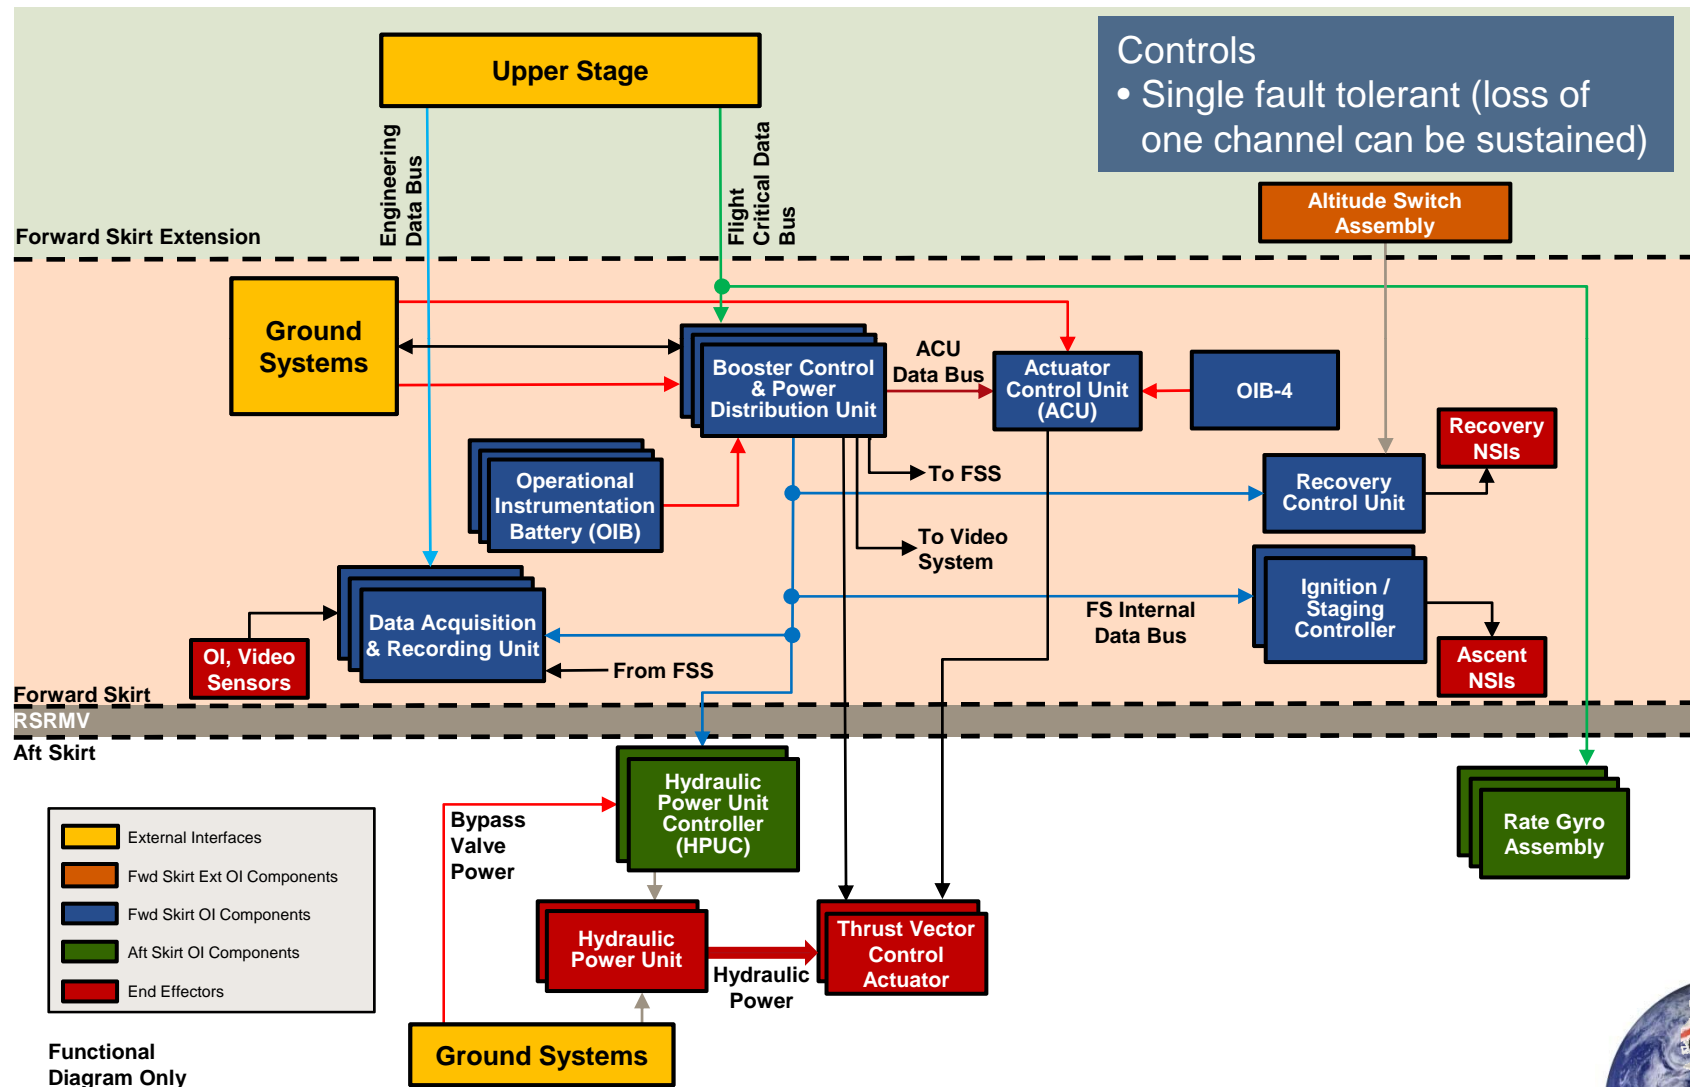 Upper Stage
Controls
• Single fault tolerant (loss of
one channel can be sustained)
Engineering
Data Bus
Flight
Critical Data
Bus
Altitude Switch
Assembly
Forward Skirt Extension
Ground
Systems
Booster Control
& Power
Distribution Unit
ACU
Data Bus
Actuator
Control Unit
(ACU)
OIB-4
Recovery
NSIs
Operational
Instrumentation
Battery (OIB)
To FSS
Recovery
Control Unit
To Video
System
Ignition /
Staging
Controller
FS Internal
Data Bus
Data Acquisition
& Recording Unit
OI, Video
Sensors
From FSS
Ascent
NSIs
Forward Skirt
RSRMV
Aft Skirt
Hydraulic
Power Unit
Controller
(HPUC)
Bypass
Valve
Power
Rate Gyro
Assembly
External Interfaces
Fwd Skirt Ext OI Components
Fwd Skirt OI Components
Aft Skirt OI Components
End Effectors
Hydraulic
Power Unit
Hydraulic
Power
Thrust Vector
Control
Actuator
Ground Systems
Functional
Diagram Only